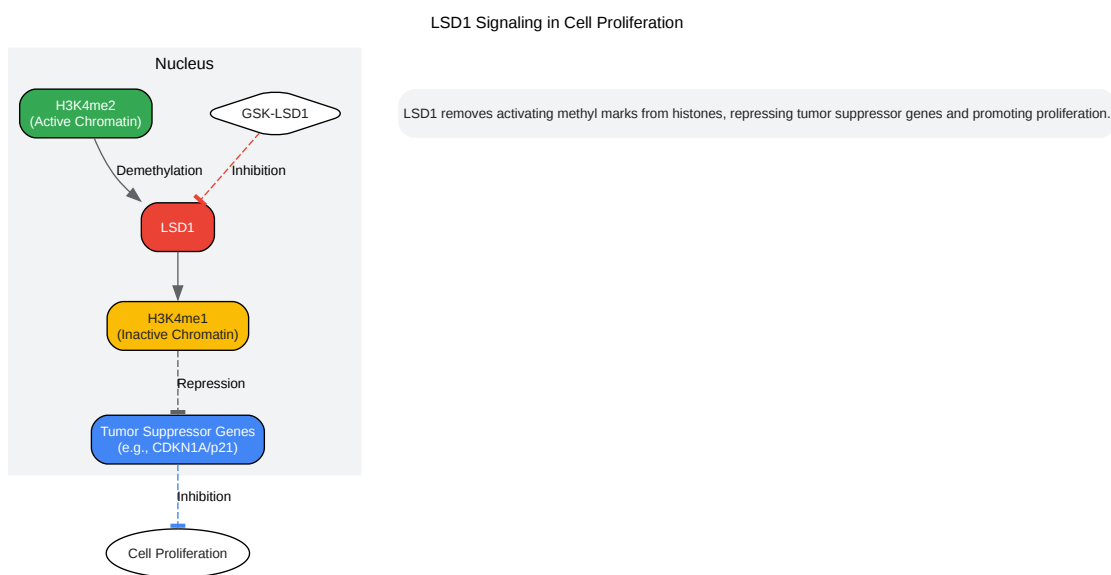 LSD1 Signaling in Cell Proliferation
Nucleus
H3K4me2
(Active Chromatin)
GSK-LSD1
LSD1 removes activating methyl marks from histones, repressing tumor suppressor genes and promoting proliferation.
Demethylation
Inhibition
LSD1
H3K4me1
(Inactive Chromatin)
Repression
Tumor Suppressor Genes
(e.g., CDKN1A/p21)
Inhibition
Cell Proliferation